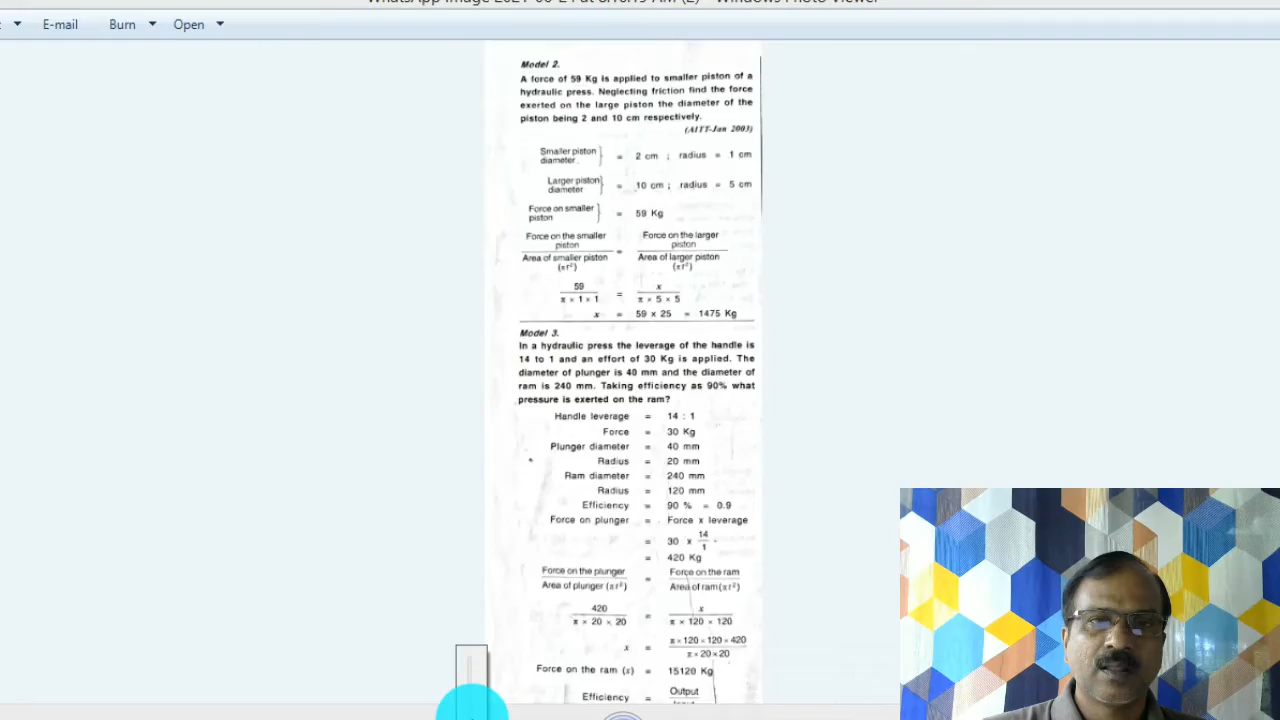 E-mail Burn Open
Model 2.
A force of 59 Kg is applied to smaller piston of a
hydraulic press. Neglecting friction find the force
exerted on the large piston the diameter of the
piston being 2 and 10 cm respectively.
(AITT-Jan 2003)
Smaller piston
diameter. } = 2 cm ; radius = 1 cm
Larger piston
diameter } = 10 cm ; radius = 5 cm
Force on smaller
piston } = 59 Kg
Force on the smaller
piston
Area of smaller piston
(πr²)
=
Force on the larger
piston
Area of larger piston
(πr²)
59
π × 1 × 1
=
x
π × 5 × 5
x = 59 x 25 = 1475 Kg
Model 3.
In a hydraulic press the leverage of the handle is
14 to 1 and an effort of 30 Kg is applied. The
diameter of plunger is 40 mm and the diameter of
ram is 240 mm. Taking efficiency as 90% what
pressure is exerted on the ram?
Handle leverage = 14 : 1
Force = 30 Kg
Plunger diameter = 40 mm
Radius = 20 mm
Ram diameter = 240 mm
Radius = 120 mm
Efficiency = 90 % = 0.9
Force on plunger = Force x leverage
= 30 x 14
1
= 420 Kg
Force on the plunger
Area of plunger (πr²)
=
Force on the ram
Area of ram (πr²)
420
π × 20 × 20
=
x
π × 120 × 120
x =
π × 120 × 120 × 420
π × 20 × 20
Force on the ram (x) = 15120 Kg
Efficiency = Output